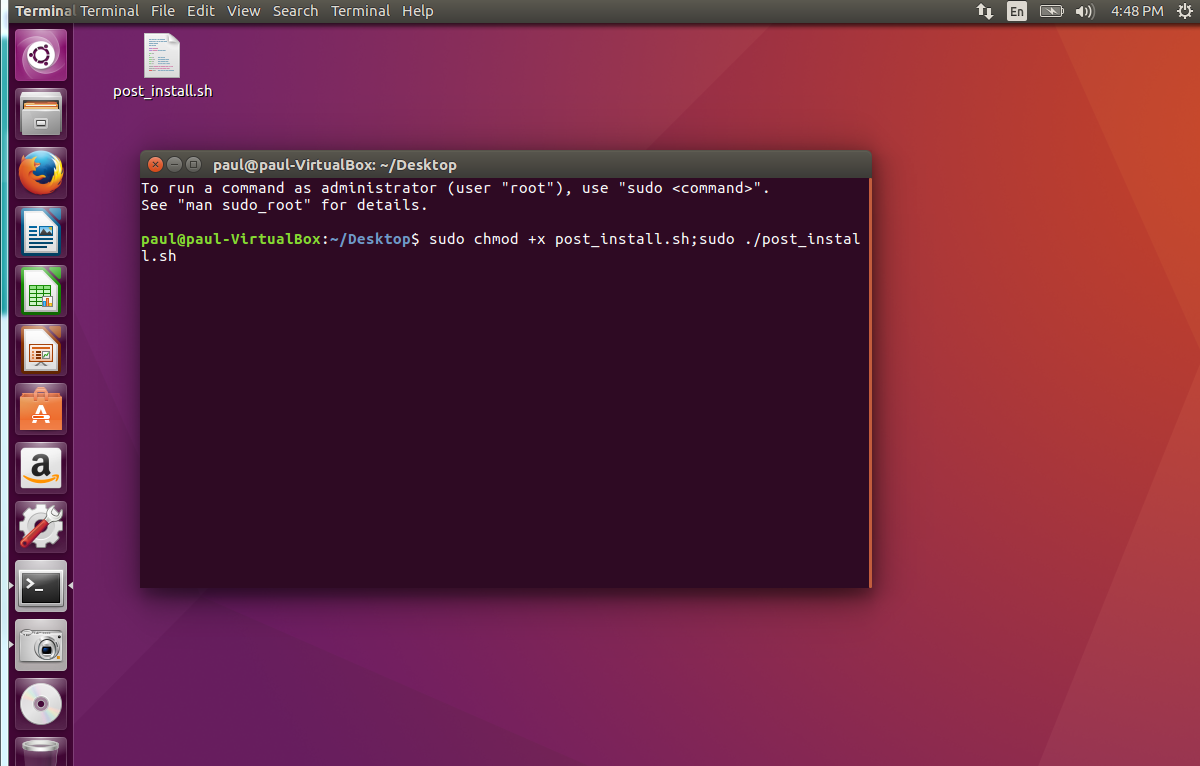 Terminal Terminal File Edit View Search Terminal Help
En 4:48 PM
post_install.sh
paul@paul-VirtualBox: ~/Desktop
To run a command as administrator (user "root"), use "sudo <command>".
See "man sudo_root" for details.
paul@paul-VirtualBox:~/Desktop$ sudo chmod +x post_install.sh;sudo ./post_instal
l.sh